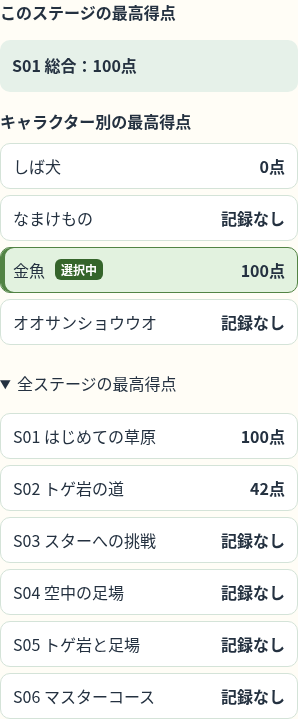 このステージの最高得点
S01 総合：100点
キャラクター別の最高得点
しば犬 0点
なまけもの 記録なし
金魚 選択中 100点
オオサンショウウオ 記録なし
▼ 全ステージの最高得点
S01 はじめての草原 100点
S02 トゲ岩の道 42点
S03 スターへの挑戦 記録なし
S04 空中の足場 記録なし
S05 トゲ岩と足場 記録なし
S06 マスターコース 記録なし